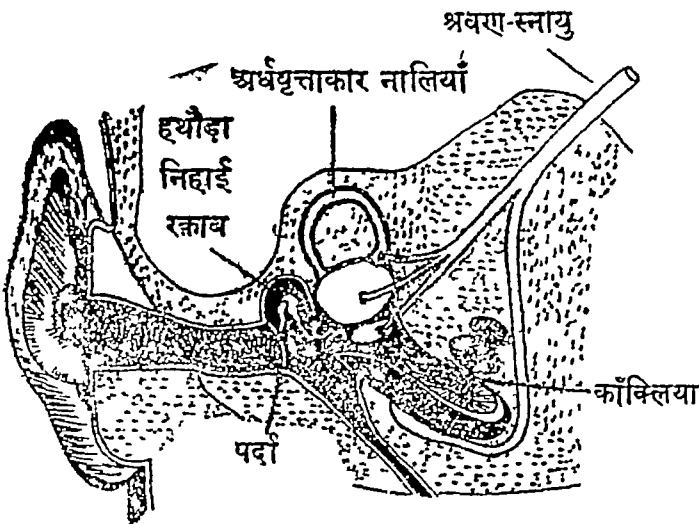 श्रवण-स्नायु
अर्धवृत्ताकार नालियाँ
हथौड़ा
निहाई
रक़ाब
कॉक्लिया
पर्दा